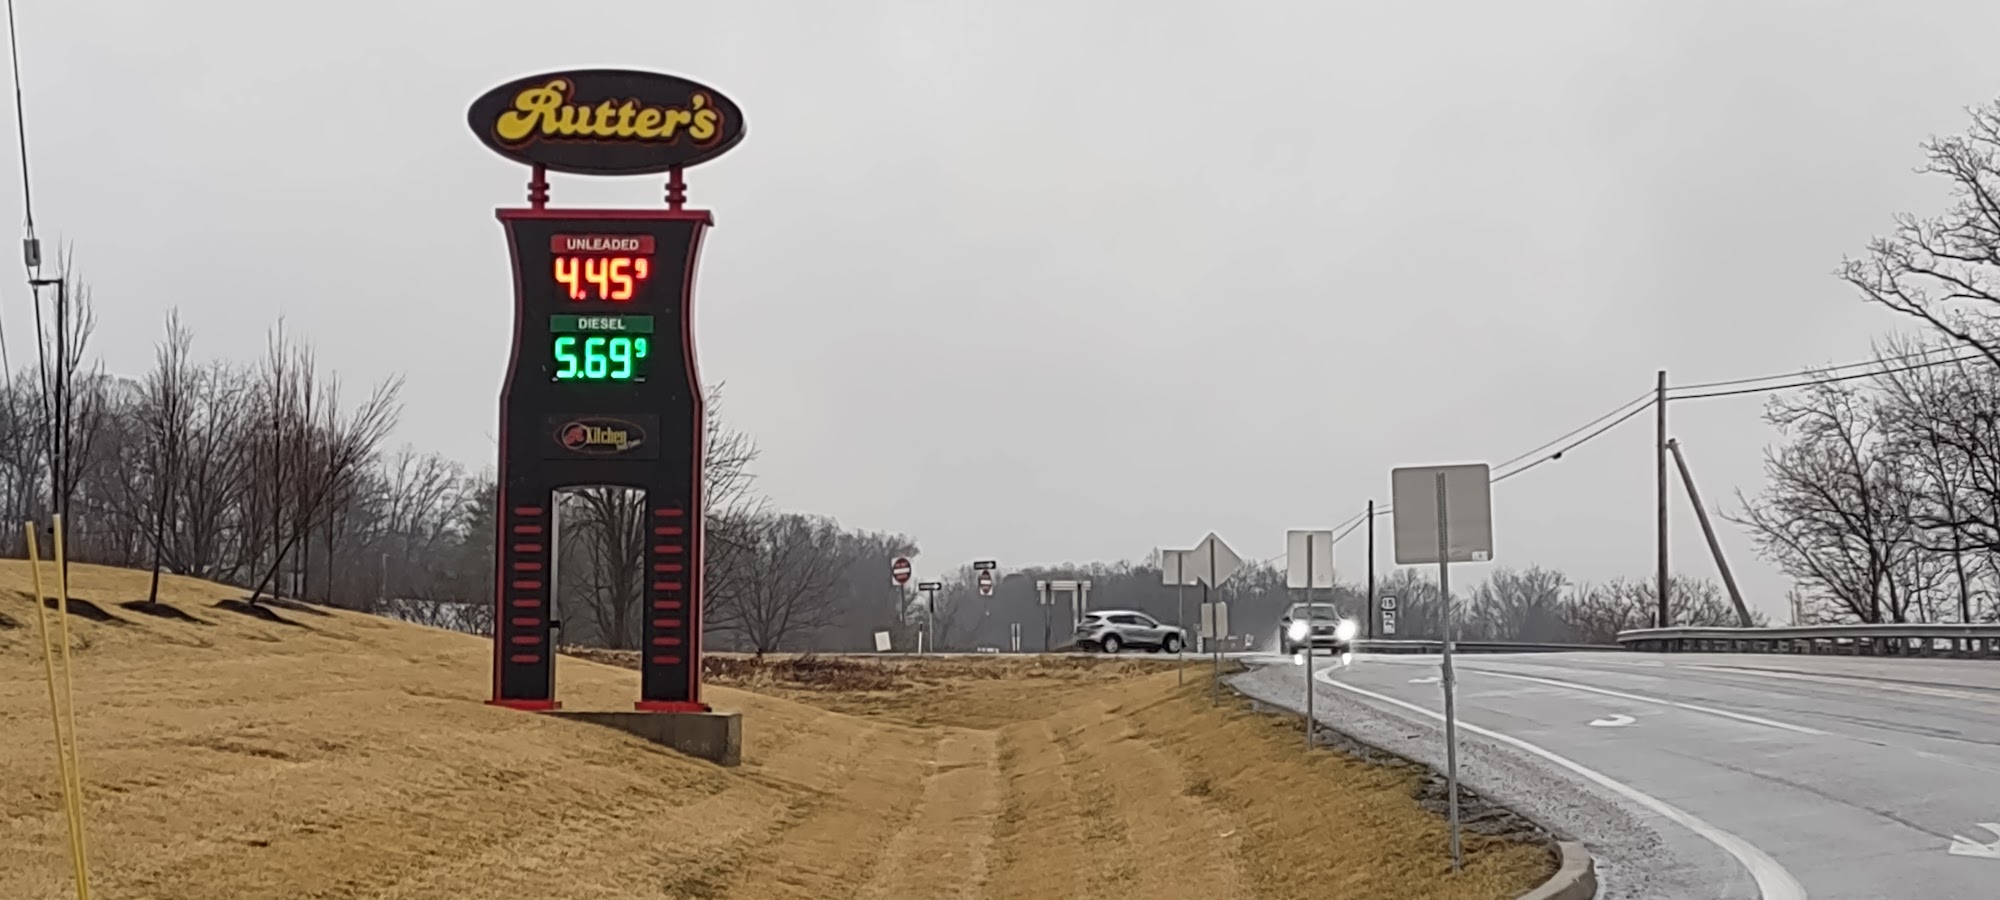 Rutter's
UNLEADED
4.45⁹
DIESEL
5.69⁹
Kitchen